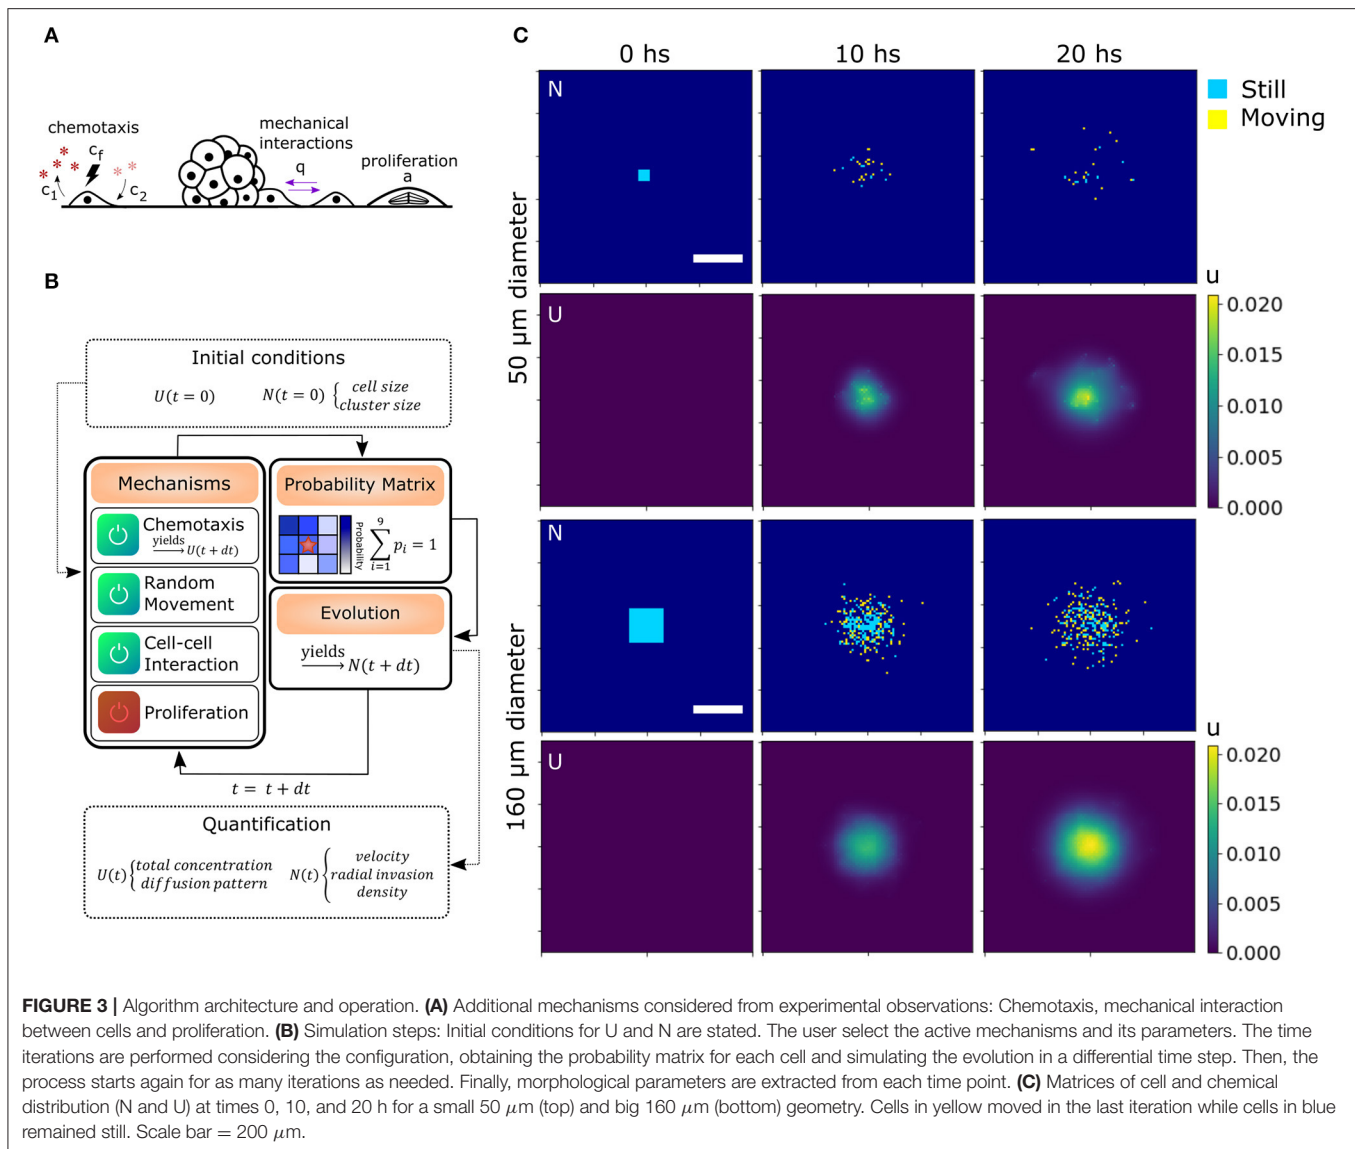 A
chemotaxis
cf
c1
c2
mechanical
interactions
q
proliferation
a
B
Initial conditions
U(t = 0)
N(t = 0) { cell size
cluster size
Mechanisms
Chemotaxis
yields
⟶ U(t + dt)
Random
Movement
Cell-cell
Interaction
Proliferation
Probability Matrix
Probability
9
∑ pi = 1
i=1
Evolution
yields
⟶ N(t + dt)
t = t + dt
Quantification
U(t) { total concentration
diffusion pattern
N(t) { velocity
radial invasion
density
C
0 hs
10 hs
20 hs
Still
Moving
50 µm diameter
N
U
u
0.020
0.015
0.010
0.005
0.000
160 µm diameter
N
U
u
0.020
0.015
0.010
0.005
0.000
FIGURE 3 | Algorithm architecture and operation. (A) Additional mechanisms considered from experimental observations: Chemotaxis, mechanical interaction
between cells and proliferation. (B) Simulation steps: Initial conditions for U and N are stated. The user select the active mechanisms and its parameters. The time
iterations are performed considering the configuration, obtaining the probability matrix for each cell and simulating the evolution in a differential time step. Then, the
process starts again for as many iterations as needed. Finally, morphological parameters are extracted from each time point. (C) Matrices of cell and chemical
distribution (N and U) at times 0, 10, and 20 h for a small 50 µm (top) and big 160 µm (bottom) geometry. Cells in yellow moved in the last iteration while cells in blue
remained still. Scale bar = 200 µm.